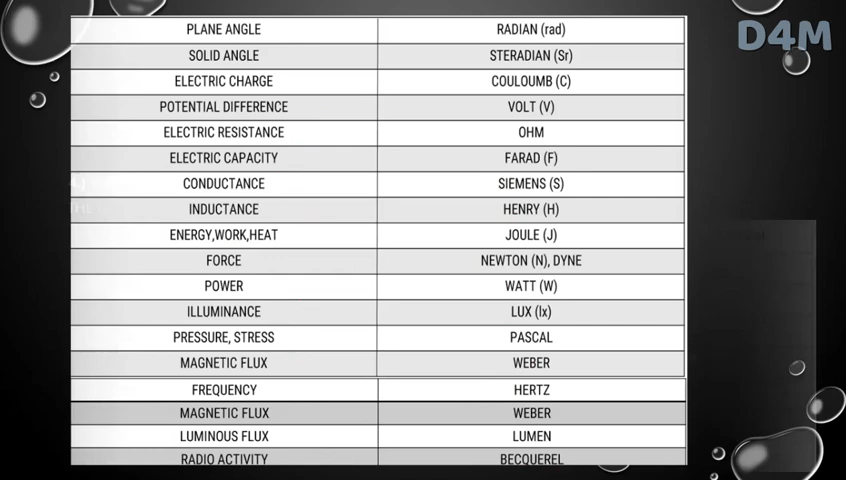 D4M
PLANE ANGLE RADIAN (rad)
SOLID ANGLE STERADIAN (Sr)
ELECTRIC CHARGE COULOUMB (C)
POTENTIAL DIFFERENCE VOLT (V)
ELECTRIC RESISTANCE OHM
ELECTRIC CAPACITY FARAD (F)
CONDUCTANCE SIEMENS (S)
INDUCTANCE HENRY (H)
ENERGY,WORK,HEAT JOULE (J)
FORCE NEWTON (N), DYNE
POWER WATT (W)
ILLUMINANCE LUX (lx)
PRESSURE, STRESS PASCAL
MAGNETIC FLUX WEBER
FREQUENCY HERTZ
MAGNETIC FLUX WEBER
LUMINOUS FLUX LUMEN
RADIO ACTIVITY BECQUEREL